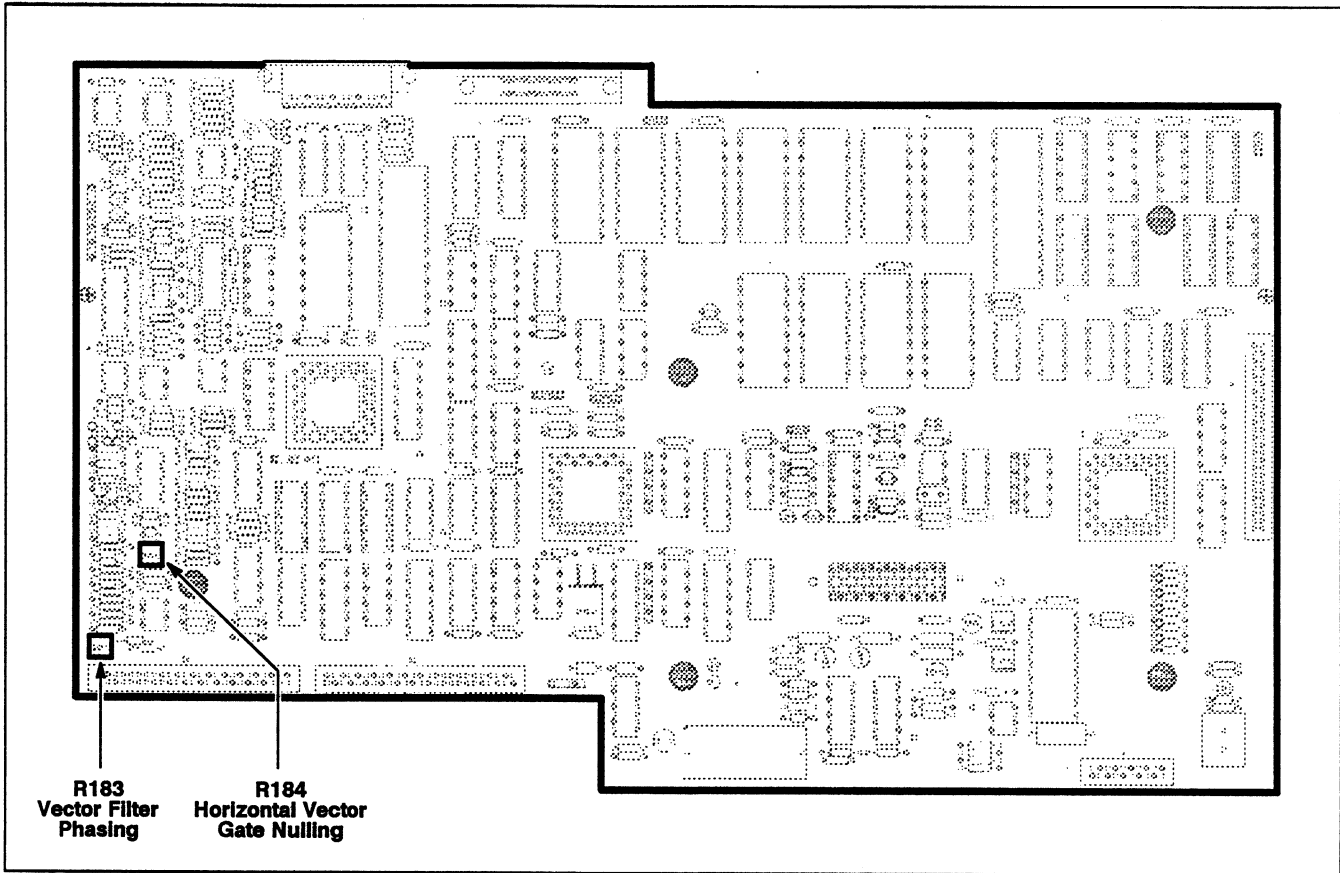 R183
Vector Filter
Phasing
R184
Horizontal Vector
Gate Nulling